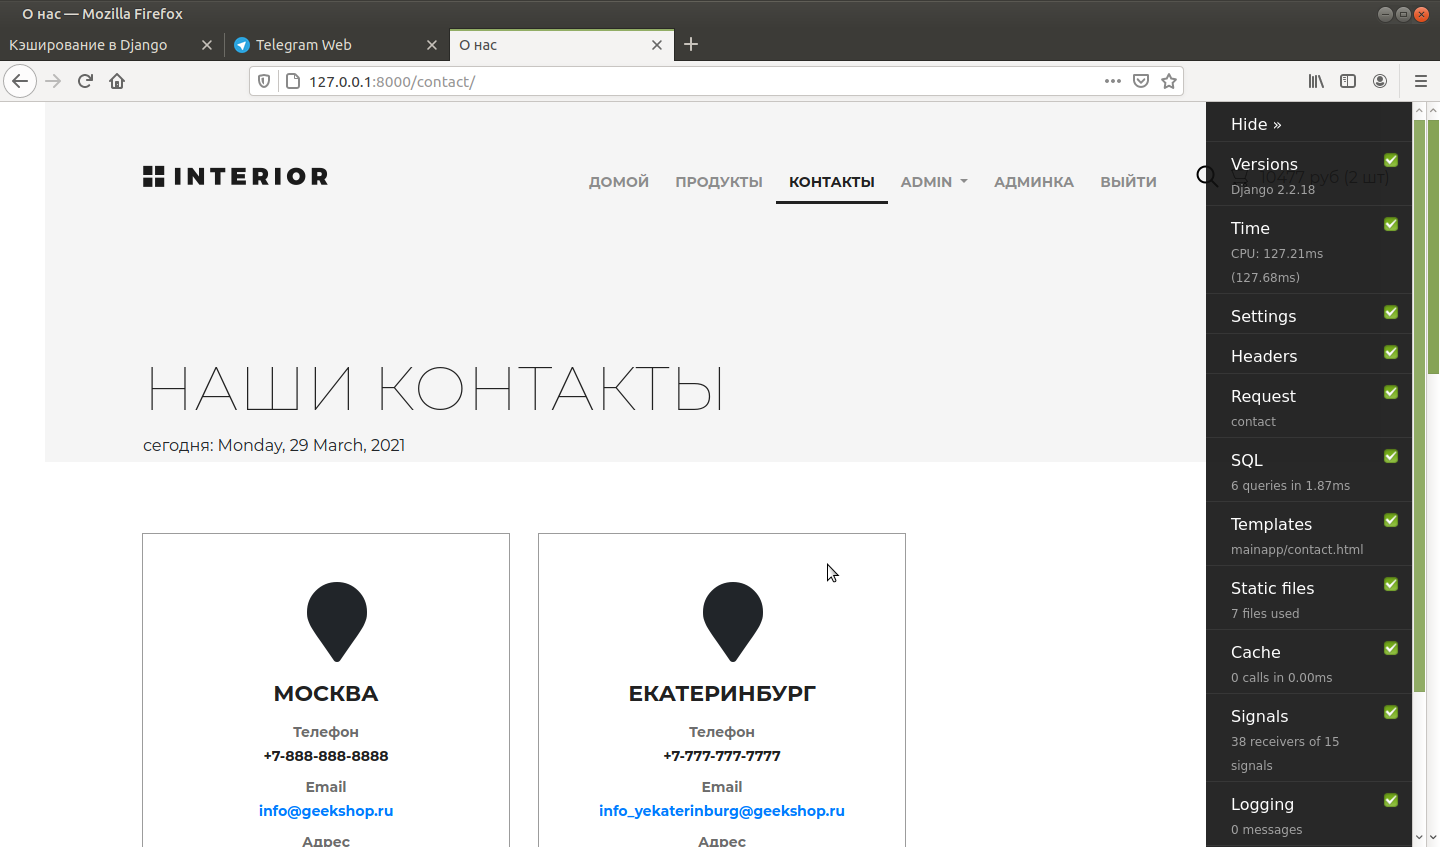 О нас — Mozilla Firefox
Кэширование в Django
Telegram Web
О нас
127.0.0.1:8000/contact/
INTERIOR
ДОМОЙ
ПРОДУКТЫ
КОНТАКТЫ
ADMIN
АДМИНКА
ВЫЙТИ
10477 руб (2 шт)
НАШИ КОНТАКТЫ
сегодня: Monday, 29 March, 2021
МОСКВА
Телефон
+7-888-888-8888
Email
info@geekshop.ru
Адрес
ЕКАТЕРИНБУРГ
Телефон
+7-777-777-7777
Email
info_yekaterinburg@geekshop.ru
Адрес
Hide »
Versions
Django 2.2.18
Time
CPU: 127.21ms
(127.68ms)
Settings
Headers
Request
contact
SQL
6 queries in 1.87ms
Templates
mainapp/contact.html
Static files
7 files used
Cache
0 calls in 0.00ms
Signals
38 receivers of 15
signals
Logging
0 messages